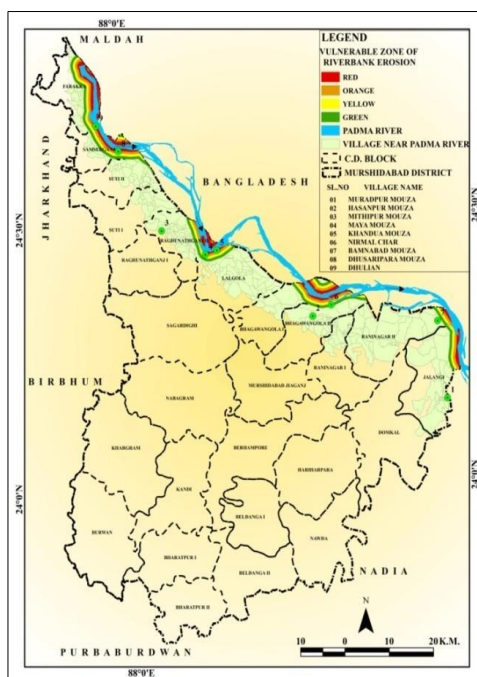 88°0'E
MALDAH
LEGEND
VULNERABLE ZONE OF
RIVERBANK EROSION
RED
ORANGE
YELLOW
GREEN
PADMA RIVER
VILLAGE NEAR PADMA RIVER
C.D. BLOCK
MURSHIDABAD DISTRICT
SL.NO VILLAGE NAME
01 MURADPUR MOUZA
02 HASANPUR MOUZA
03 MITHIPUR MOUZA
04 MAYA MOUZA
05 KHANDUA MOUZA
06 NIRMAL CHAR
07 BAMNABAD MOUZA
08 DHUSARIPARA MOUZA
09 DHULIAN
FARAKKA
JHARKHAND
SUTI II
BANGLADESH
24°30'N
24°30'N
SUTI I
3
RAGHUNATHGANJ I
LALGOLA
SAGARDIGHI
BHAGAWANGOLA I
BHAGAWANGOLA II
RANINAGAR II
RANINAGAR I
JALANGI
BIRBHUM
MURSHIDABAD JIAGANJ
NABAGRAM
DOMKAL
BERHAMPORE
KHARGRAM
HARIHARPARA
KANDI
24°0'N
24°0'N
BELDANGA I
BURWAN
NAWDA
BHARATPUR I
BELDANGA II
NADIA
BHARATPUR II
N
PURBABURDWAN
10 5 0 10 20 K.M.
88°0'E